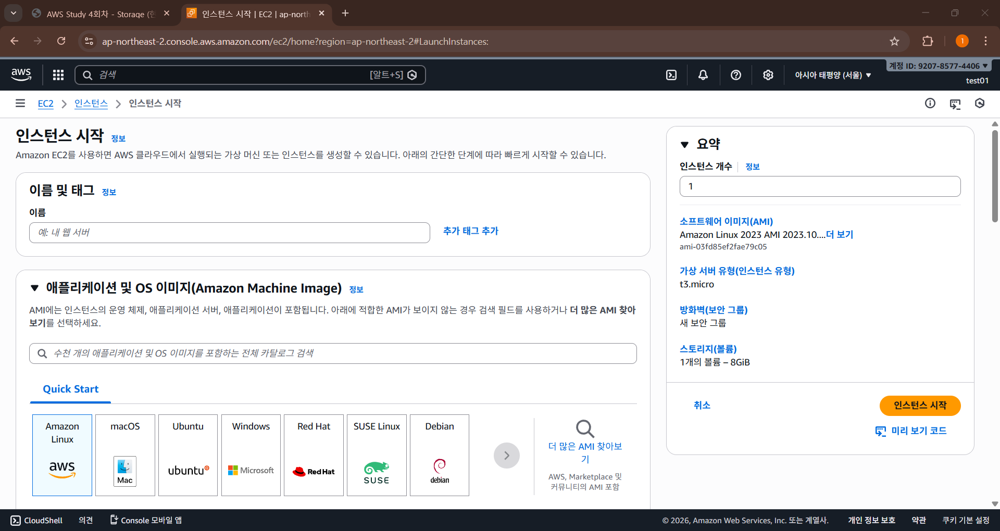 AWS Study 4회차 - Storage (현
인스턴스 시작 | EC2 | ap-north
ap-northeast-2.console.aws.amazon.com/ec2/home?region=ap-northeast-2#LaunchInstances:
1
aws
검색
[알트+S]
아시아 태평양 (서울)
계정 ID: 9207-8577-4406
test01
EC2
인스턴스
인스턴스 시작
인스턴스 시작 정보
Amazon EC2를 사용하면 AWS 클라우드에서 실행되는 가상 머신 또는 인스턴스를 생성할 수 있습니다. 아래의 간단한 단계에 따라 빠르게 시작할 수 있습니다.
이름 및 태그 정보
이름
예: 내 웹 서버
추가 태그 추가
애플리케이션 및 OS 이미지(Amazon Machine Image) 정보
AMI에는 인스턴스의 운영 체제, 애플리케이션 서버, 애플리케이션이 포함됩니다. 아래에 적합한 AMI가 보이지 않는 경우 검색 필드를 사용하거나 더 많은 AMI 찾아
보기를 선택하세요.
수천 개의 애플리케이션 및 OS 이미지를 포함하는 전체 카탈로그 검색
Quick Start
Amazon
Linux
aws
macOS
Mac
Ubuntu
ubuntu
Windows
Microsoft
Red Hat
Red Hat
SUSE Linux
SUSE
Debian
debian
더 많은 AMI 찾아보
기
AWS, Marketplace 및
커뮤니티의 AMI 포함
요약
인스턴스 개수 정보
1
소프트웨어 이미지(AMI)
Amazon Linux 2023 AMI 2023.10....더 보기
ami-03fd85ef2fae79c05
가상 서버 유형(인스턴스 유형)
t3.micro
방화벽(보안 그룹)
새 보안 그룹
스토리지(볼륨)
1개의 볼륨 – 8GiB
취소
인스턴스 시작
미리 보기 코드
CloudShell
의견
Console 모바일 앱
© 2026, Amazon Web Services, Inc. 또는 계열사.
개인 정보 보호
약관
쿠키 기본 설정